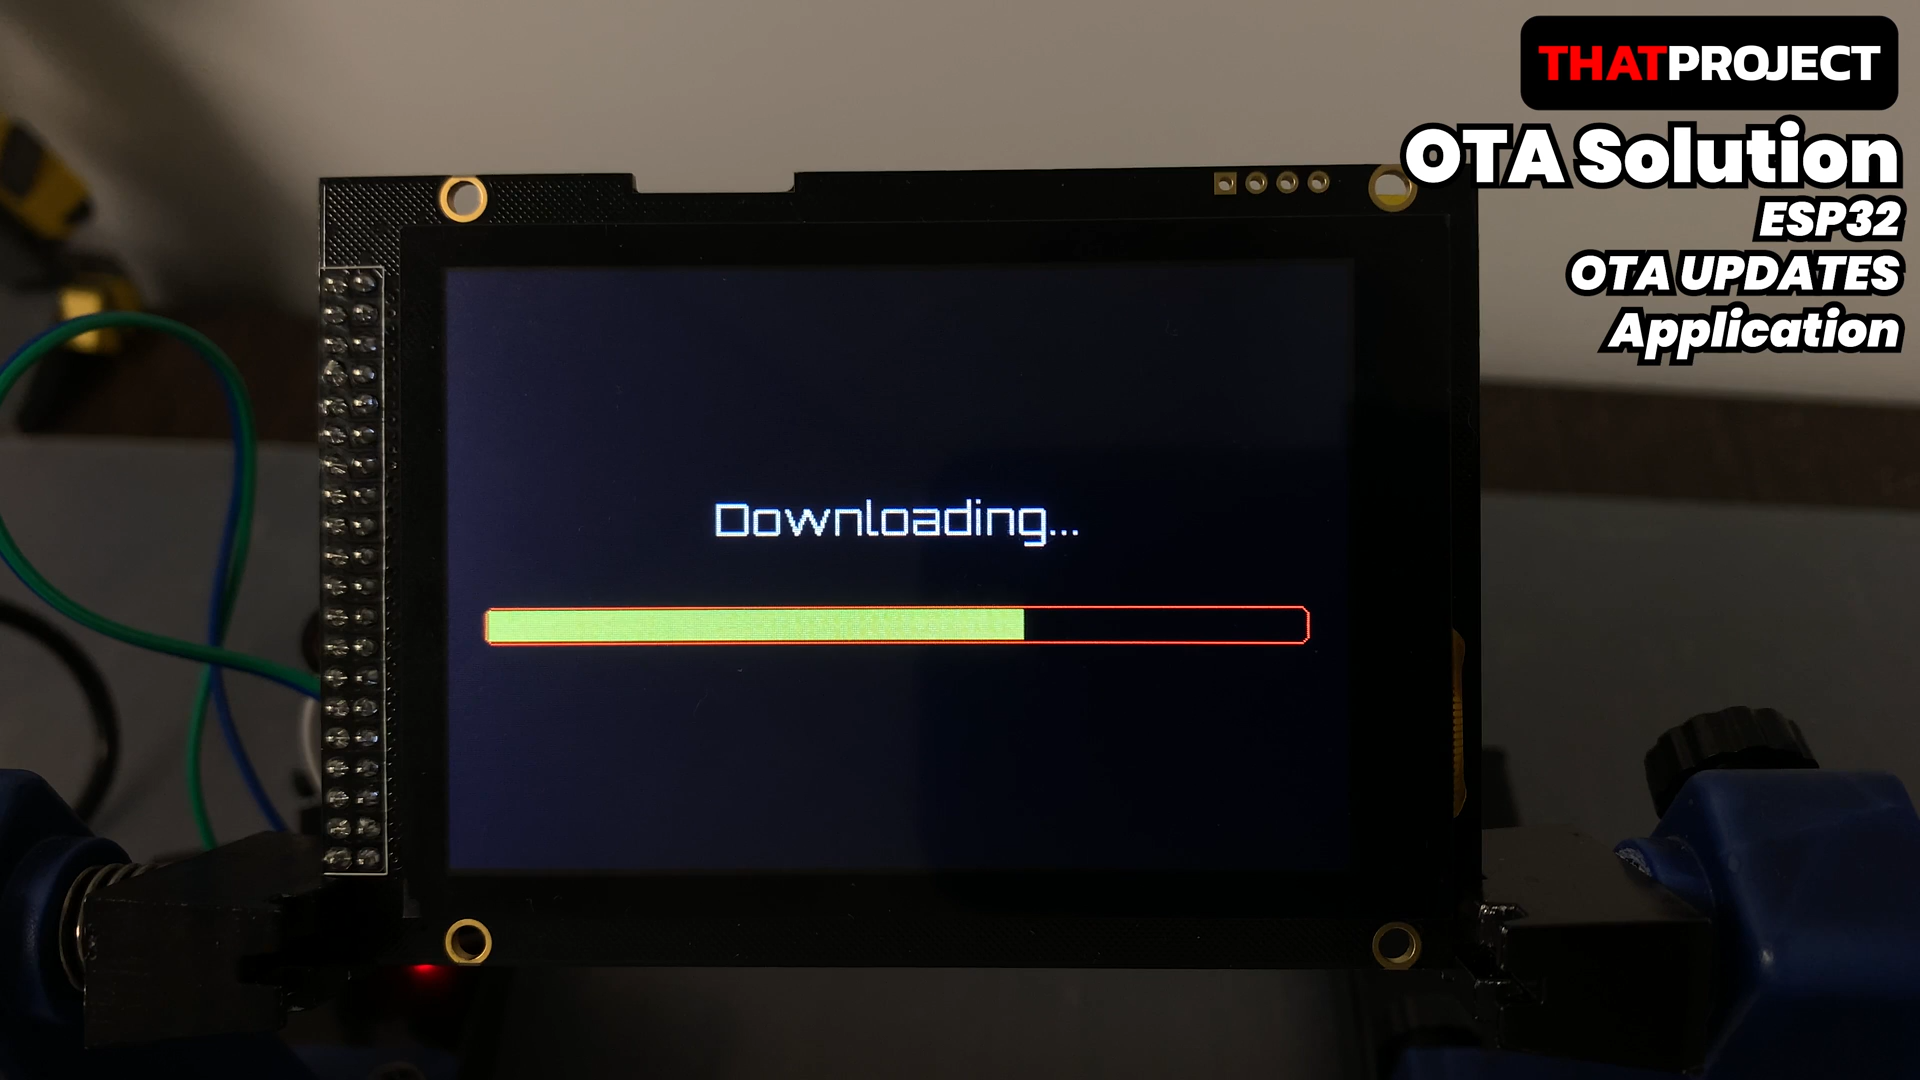 THATPROJECT
OTA Solution
ESP32
OTA UPDATES
Application
Downloading...